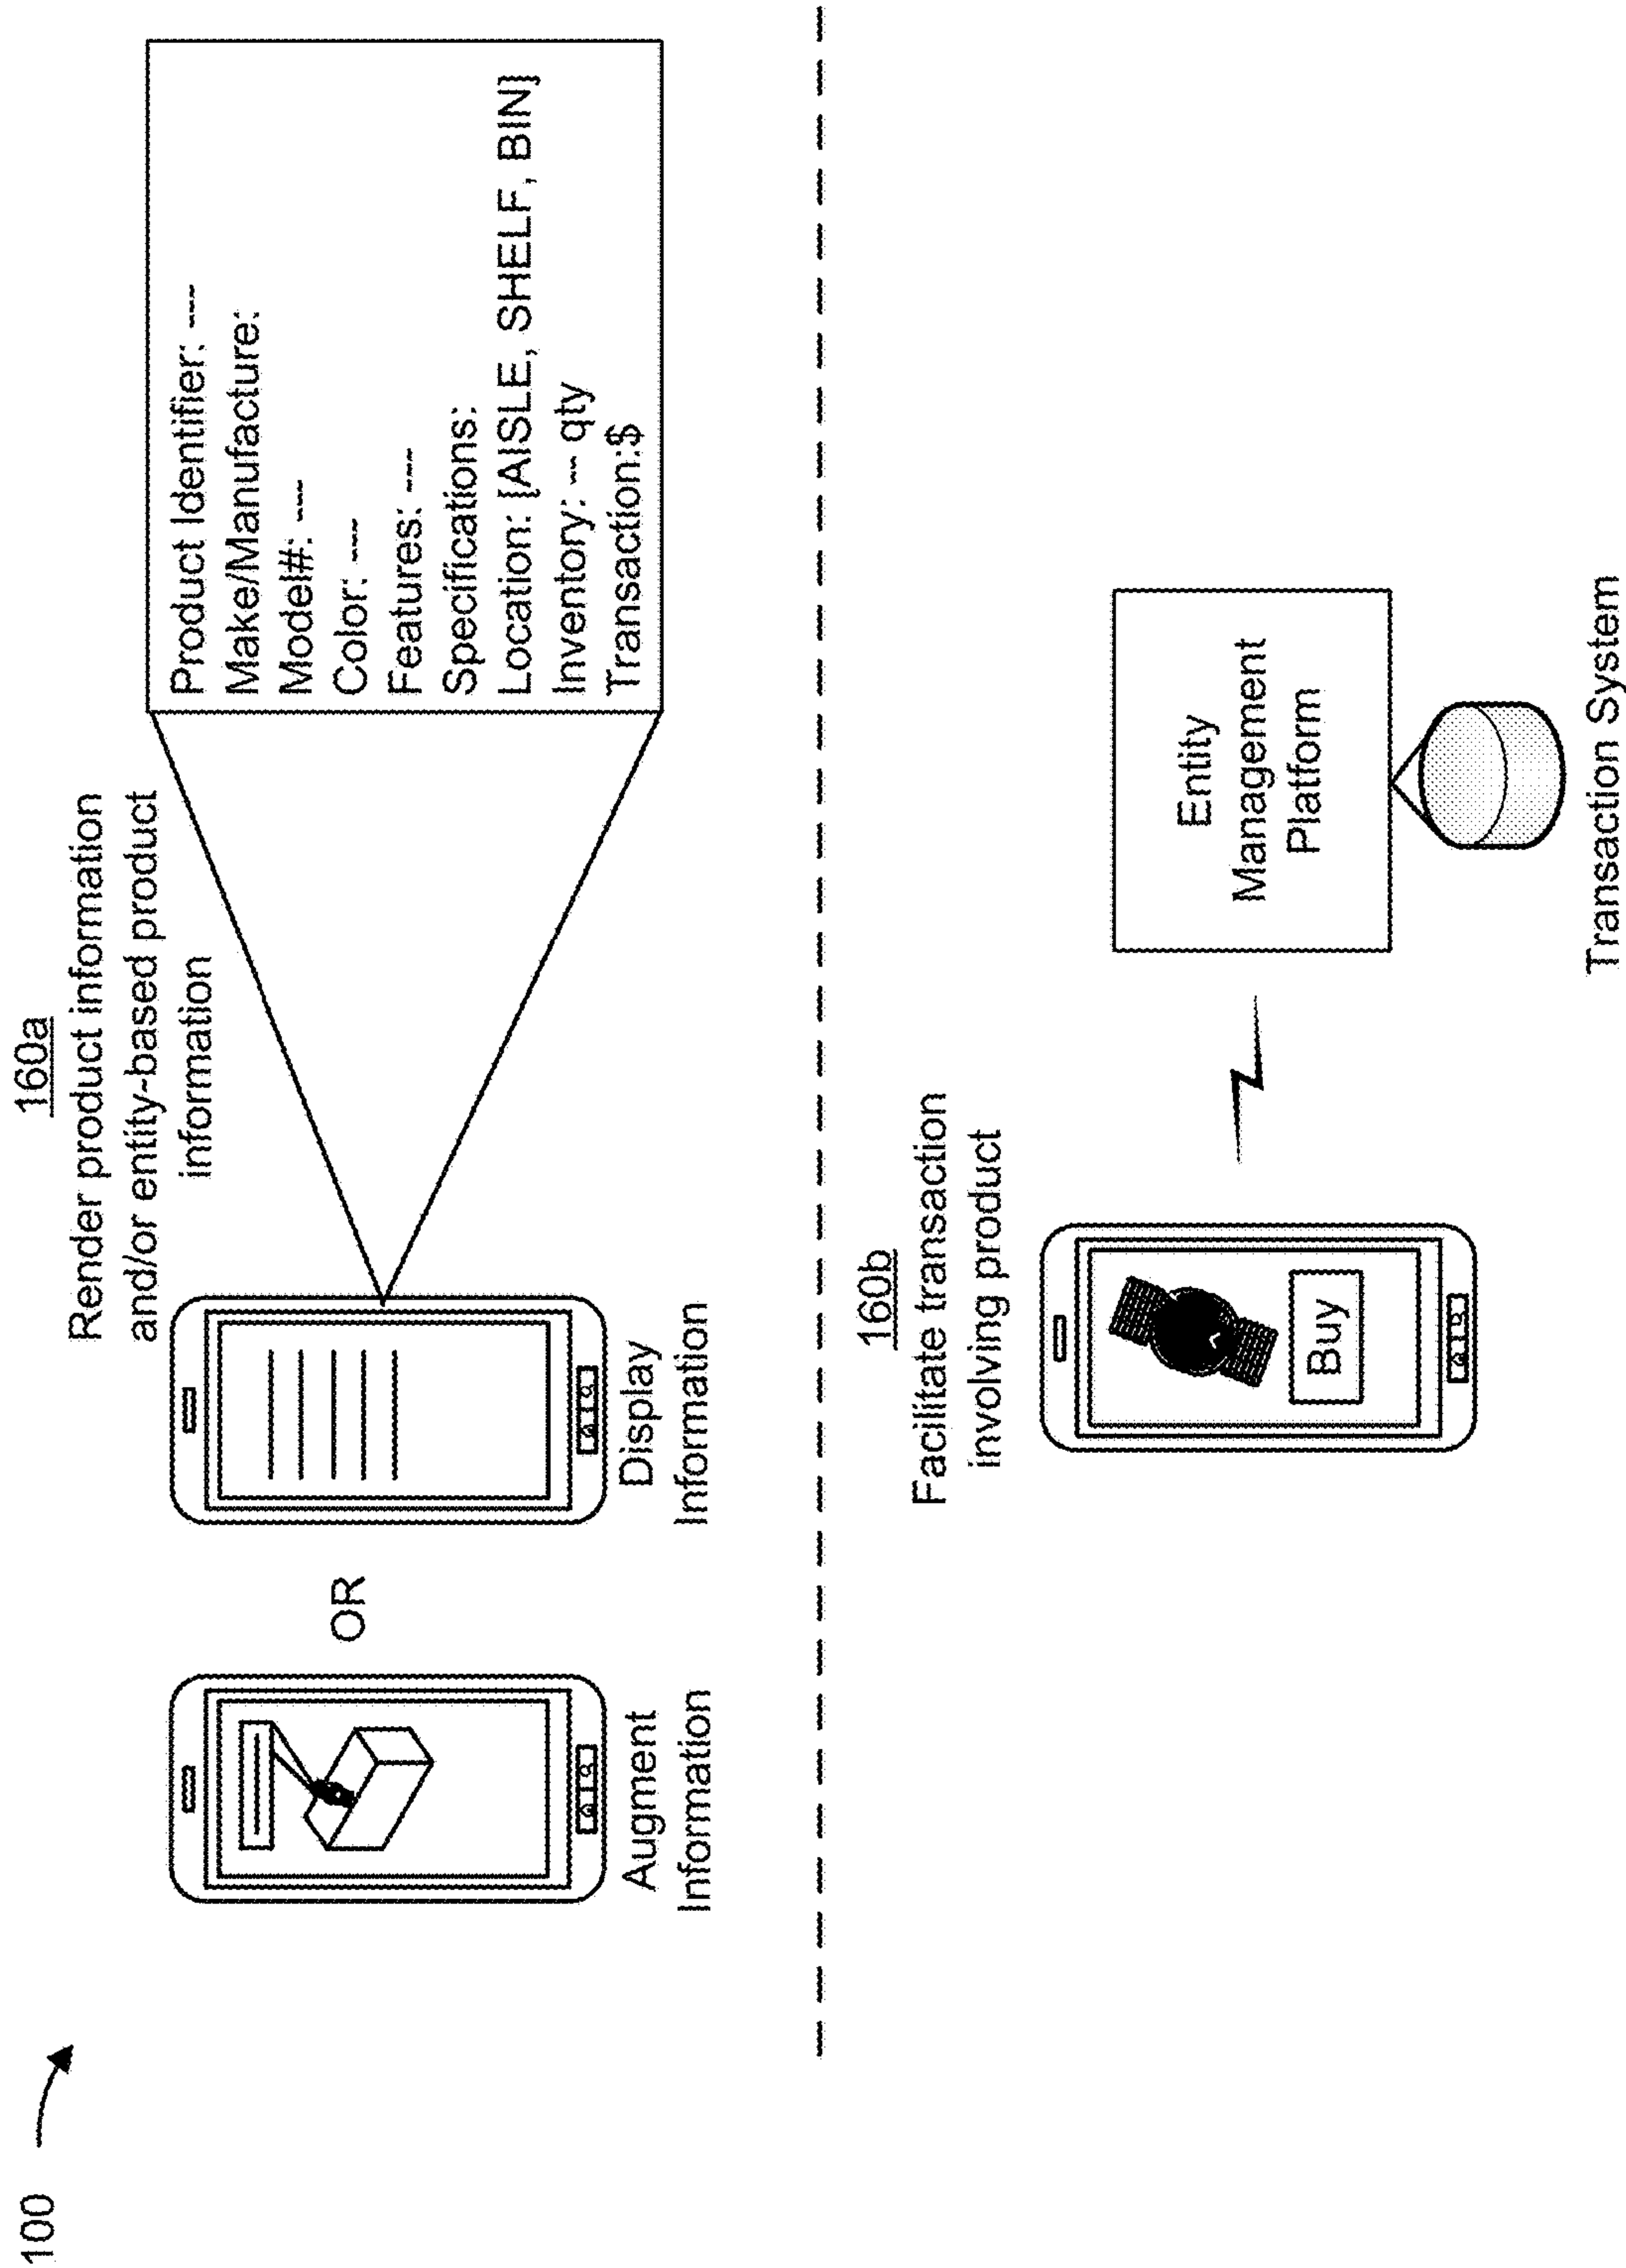 100
160a
Render product information
and/or entity-based product
information
OR
Augment
Information
Display
Information
Product Identifier: ---
Make/Manufacture:
Model#: ---
Color: ---
Features: ---
Specifications:
Location: [AISLE, SHELF, BIN]
Inventory: -- qty
Transaction:$
160b
Facilitate transaction
involving product
Buy
Entity
Management
Platform
Transaction System